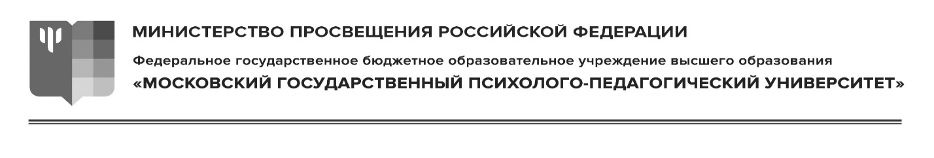 МИНИСТЕРСТВО ПРОСВЕЩЕНИЯ РОССИЙСКОЙ ФЕДЕРАЦИИ
Федеральное государственное бюджетное образовательное учреждение высшего образования
«МОСКОВСКИЙ ГОСУДАРСТВЕННЫЙ ПСИХОЛОГО-ПЕДАГОГИЧЕСКИЙ УНИВЕРСИТЕТ»